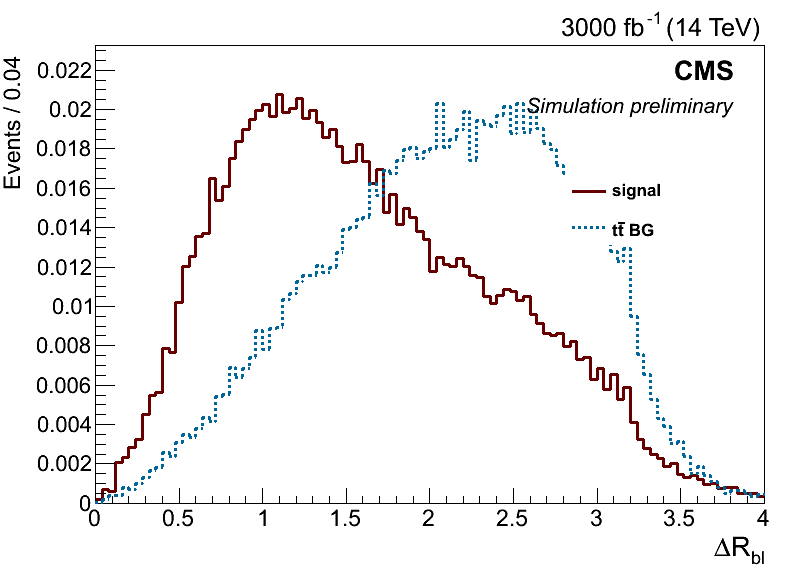 3000 fb⁻¹ (14 TeV)
CMS
Simulation preliminary
Events / 0.04
0.022
0.02
0.018
0.016
0.014
0.012
0.01
0.008
0.006
0.004
0.002
0
signal
tt̄ BG
0 0.5 1 1.5 2 2.5 3 3.5 4
ΔR_bl